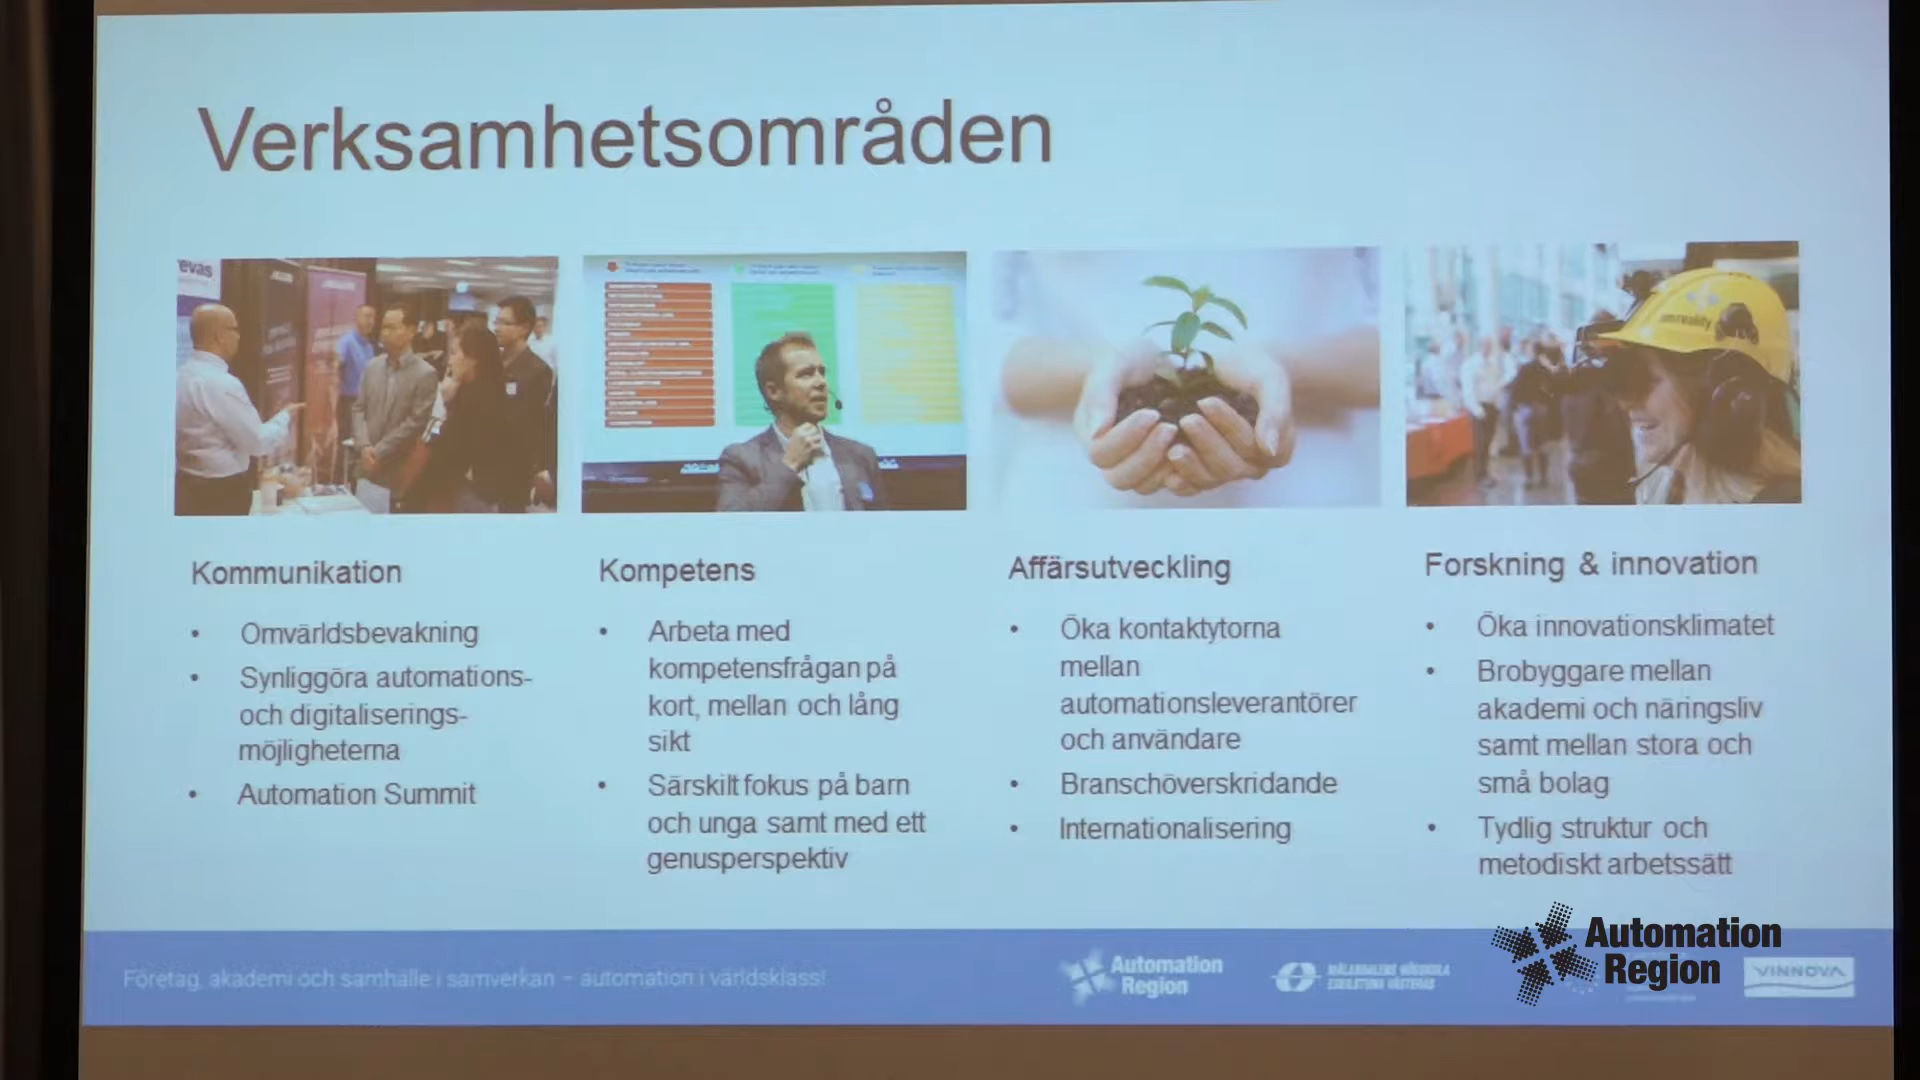 Verksamhetsområden
evas
Kommunikation
• Omvärldsbevakning
• Synliggöra automations-
och digitaliserings-
möjligheterna
• Automation Summit
Kompetens
• Arbeta med
kompetensfrågan på
kort, mellan och lång
sikt
• Särskilt fokus på barn
och unga samt med ett
genusperspektiv
Affärsutveckling
• Öka kontaktytorna
mellan
automationsleverantörer
och användare
• Branschöverskridande
• Internationalisering
Forskning & innovation
• Öka innovationsklimatet
• Brobyggare mellan
akademi och näringsliv
samt mellan stora och
små bolag
• Tydlig struktur och
metodiskt arbetssätt
Företag, akademi och samhälle i samverkan – automation i världsklass!
Automation
Region
MÄLARDALENS HÖGSKOLA
ESKILSTUNA VÄSTERÅS
Automation
Region
VINNOVA